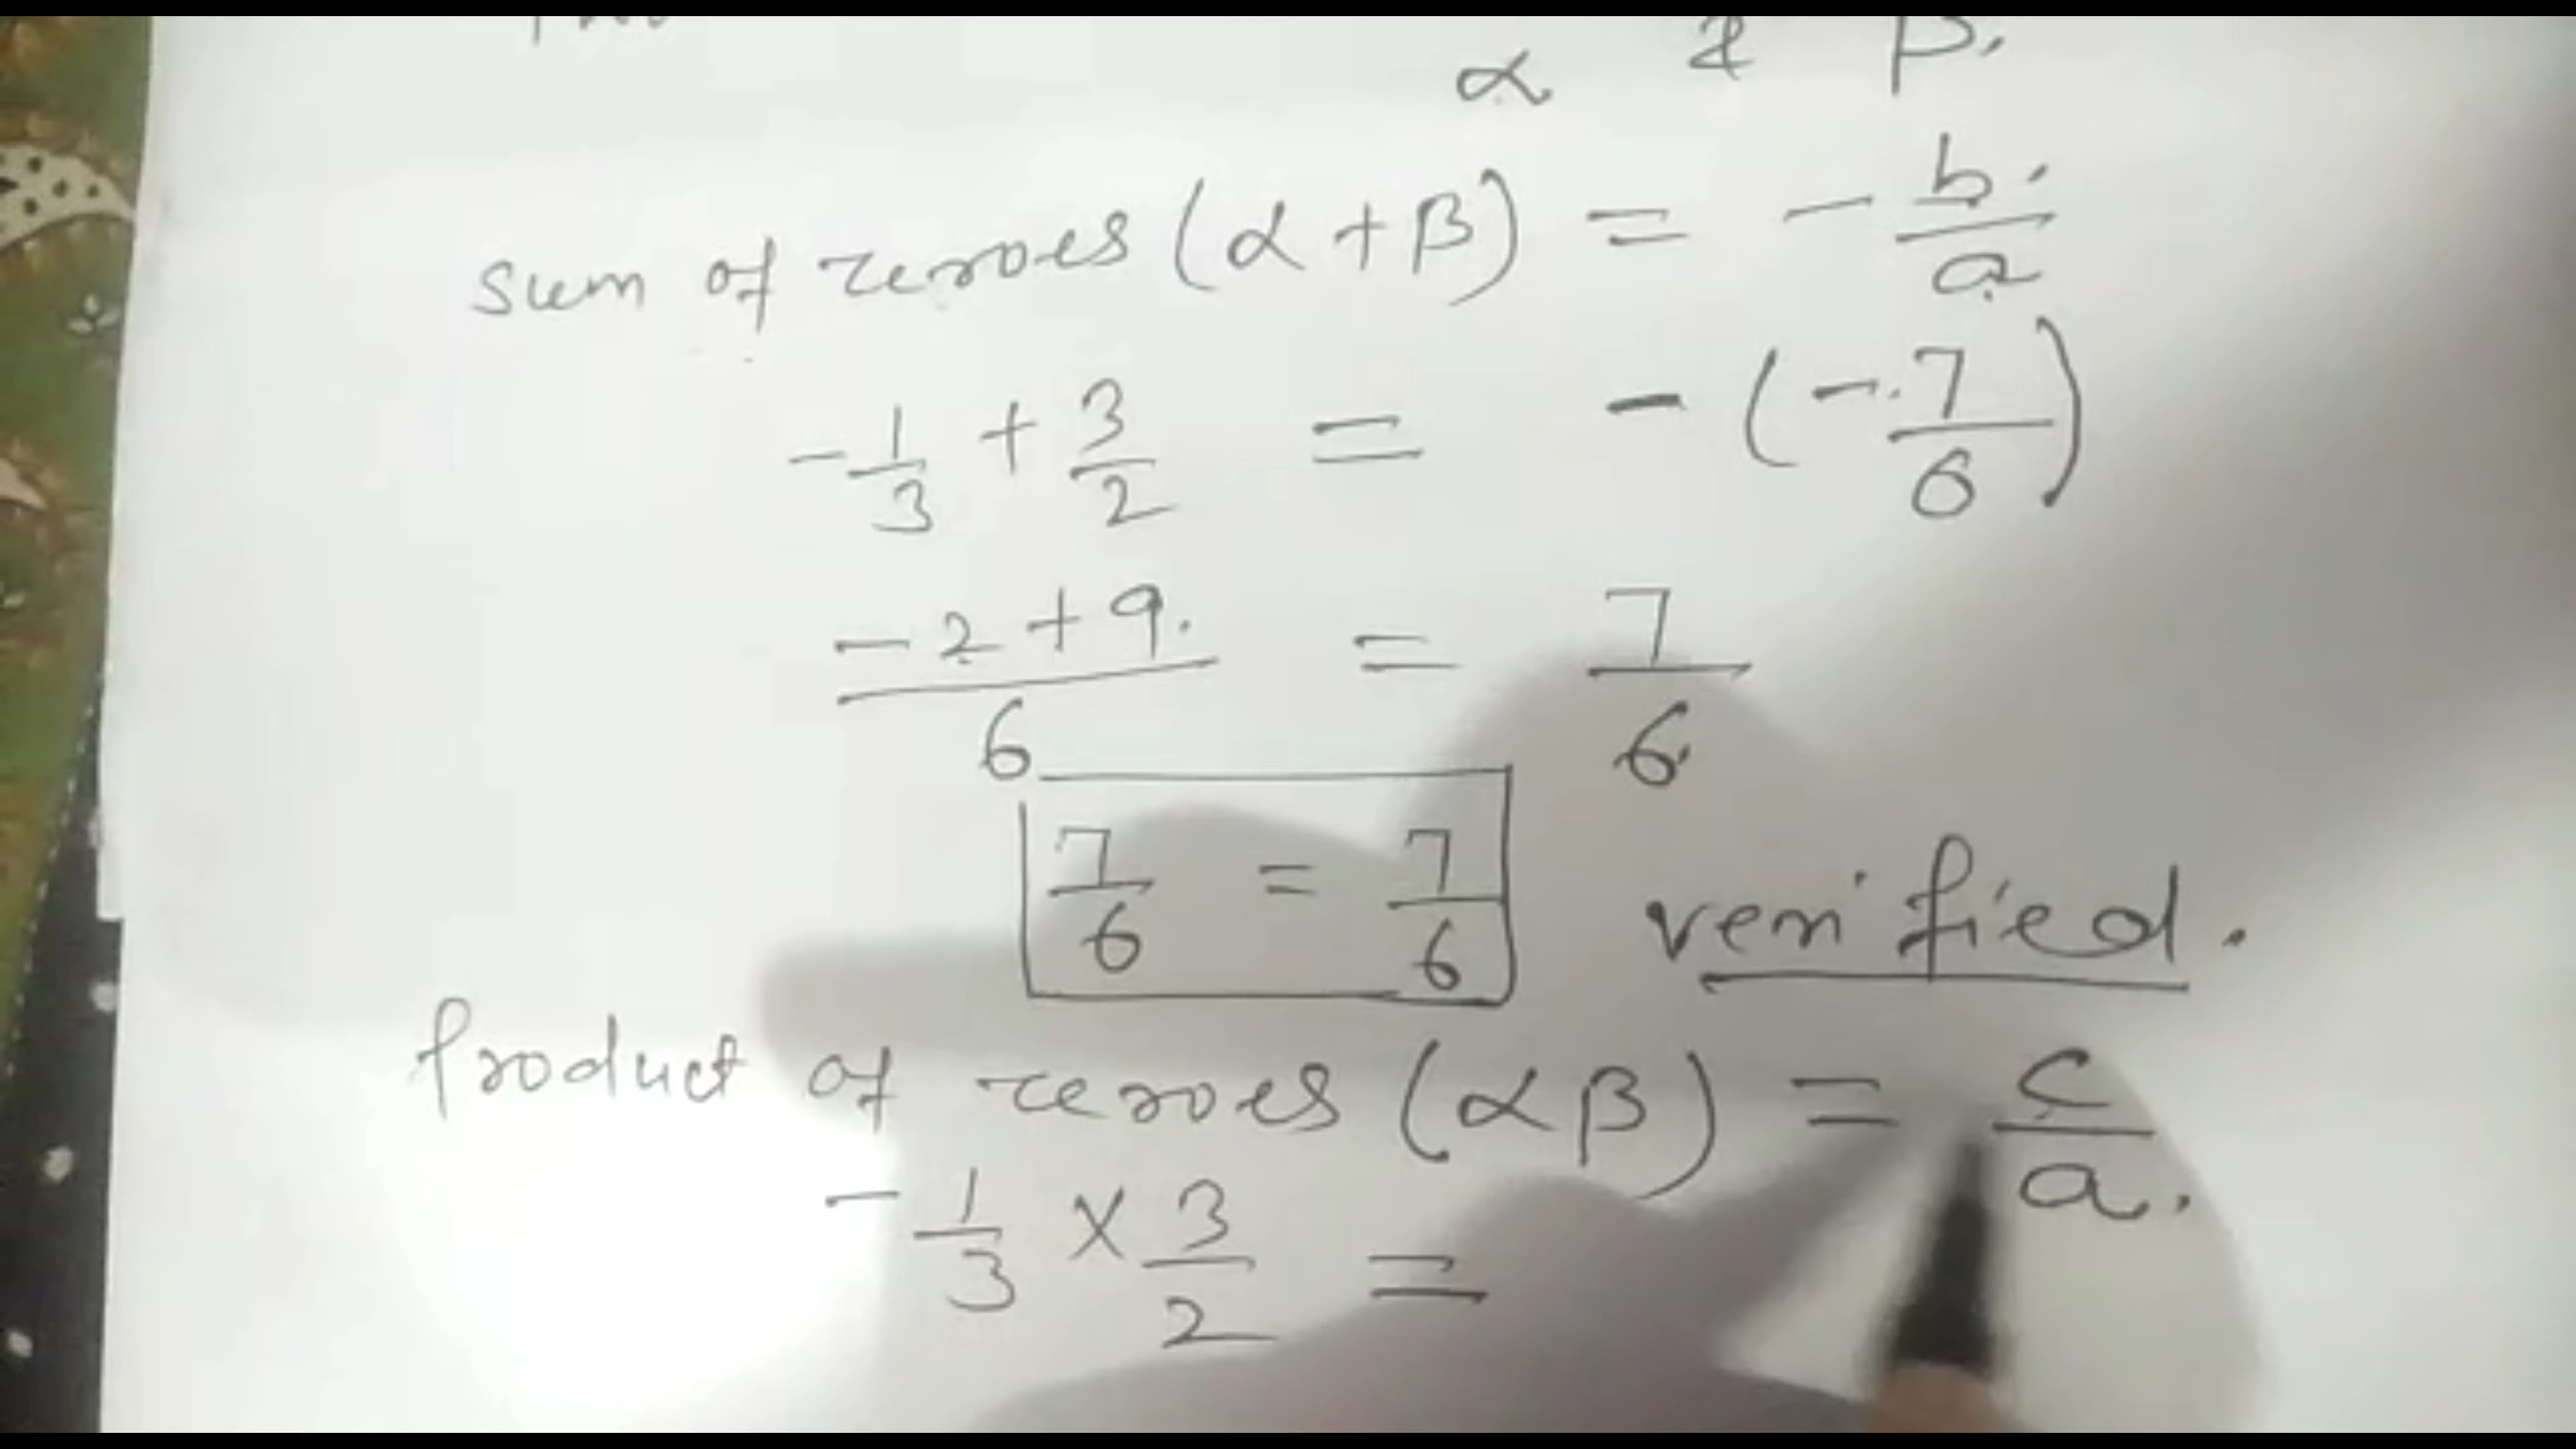 α & β.
sum of zeroes (α + β) = - b/a
- 1/3 + 3/2 = - (- 7/6)
- 2 + 9 / 6 = 7/6
7/6 = 7/6 verified.
Product of zeroes (αβ) = c/a.
- 1/3 × 3/2 =